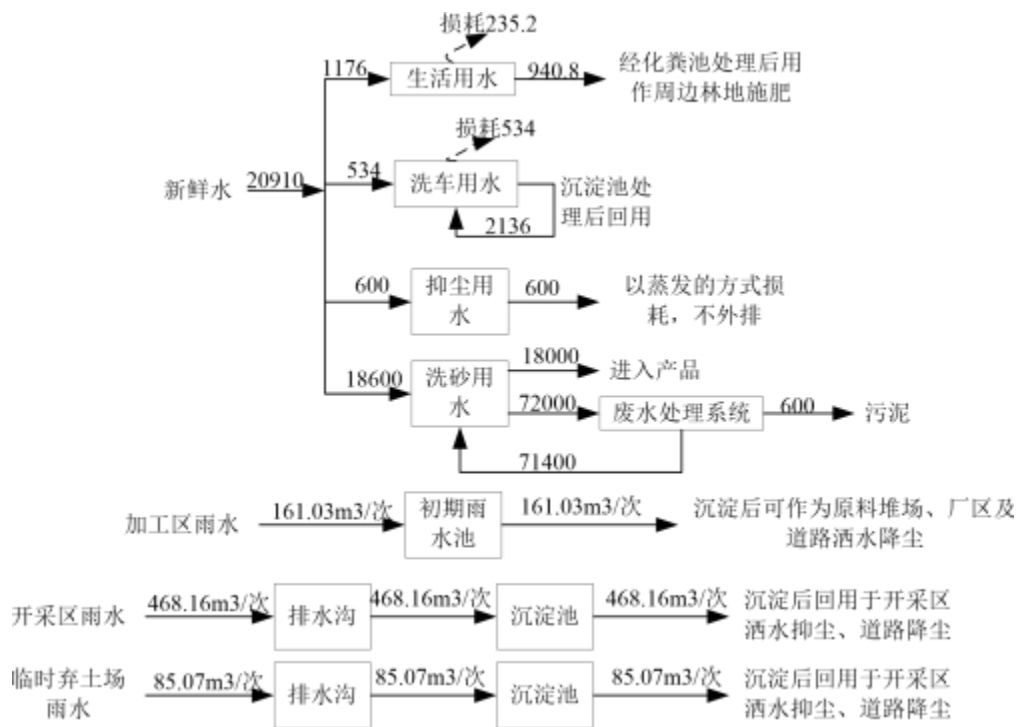 损耗235.2
1176
生活用水
940.8
经化粪池处理后用
作周边林地施肥
损耗534
新鲜水
20910
534
洗车用水
沉淀池处
理后回用
2136
600
抑尘用
水
600
以蒸发的方式损
耗，不外排
18600
洗砂用
水
18000
进入产品
72000
废水处理系统
600
污泥
71400
加工区雨水
161.03m3/次
初期雨
水池
161.03m3/次
沉淀后可作为原料堆场、厂区及
道路洒水降尘
开采区雨水
468.16m3/次
排水沟
468.16m3/次
沉淀池
468.16m3/次
沉淀后回用于开采区
洒水抑尘、道路降尘
临时弃土场
雨水
85.07m3/次
排水沟
85.07m3/次
沉淀池
85.07m3/次
沉淀后回用于开采区
洒水抑尘、道路降尘